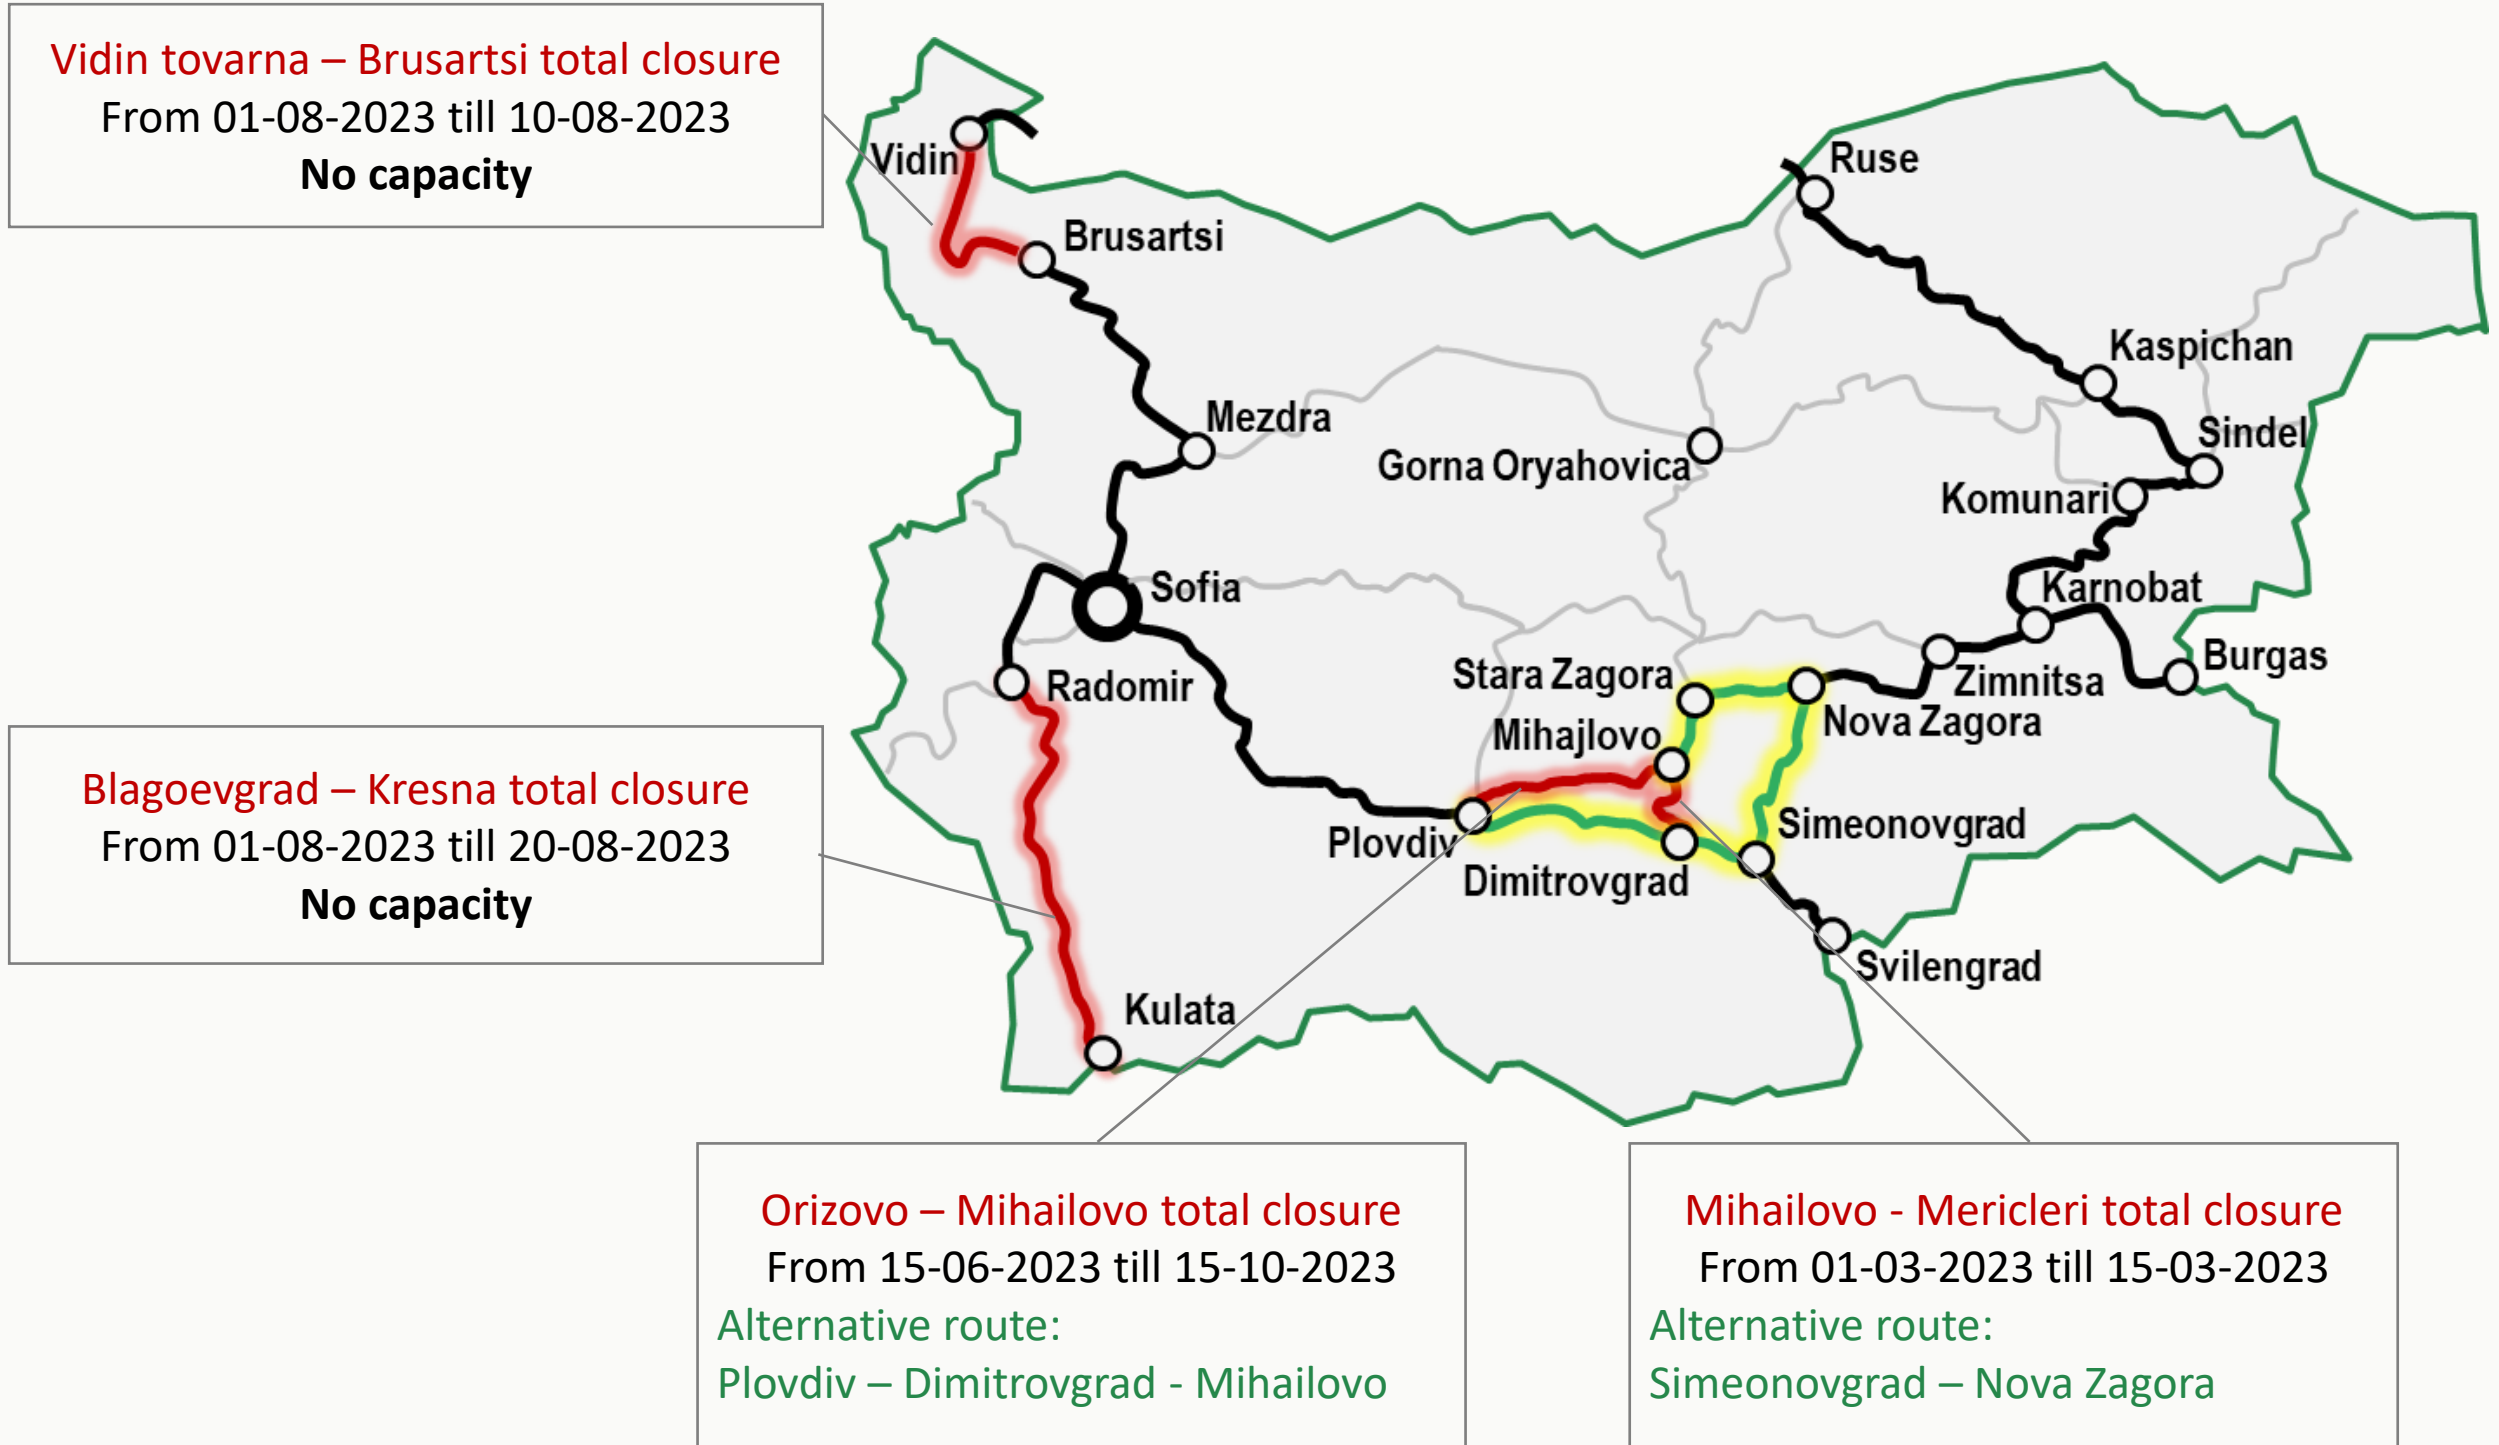 Vidin tovarna – Brusartsi total closure
From 01-08-2023 till 10-08-2023
No capacity
Vidin
Brusartsi
Ruse
Kaspichan
Mezdra
Sindel
Gorna Oryahovica
Komunari
Sofia
Karnobat
Burgas
Stara Zagora
Radomir
Zimnitsa
Nova Zagora
Mihajlovo
Simeonovgrad
Plovdiv
Dimitrovgrad
Svilengrad
Kulata
Blagoevgrad – Kresna total closure
From 01-08-2023 till 20-08-2023
No capacity
Orizovo – Mihailovo total closure
From 15-06-2023 till 15-10-2023
Alternative route:
Plovdiv – Dimitrovgrad - Mihailovo
Mihailovo - Mericleri total closure
From 01-03-2023 till 15-03-2023
Alternative route:
Simeonovgrad – Nova Zagora